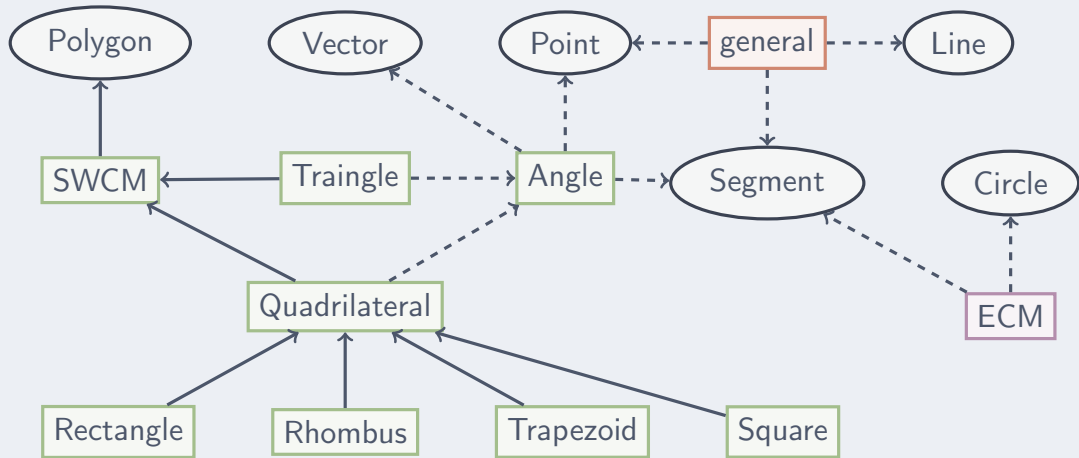 Polygon
Vector
Point
general
Line
SWCM
Traingle
Angle
Segment
Circle
Quadrilateral
ECM
Rectangle
Rhombus
Trapezoid
Square